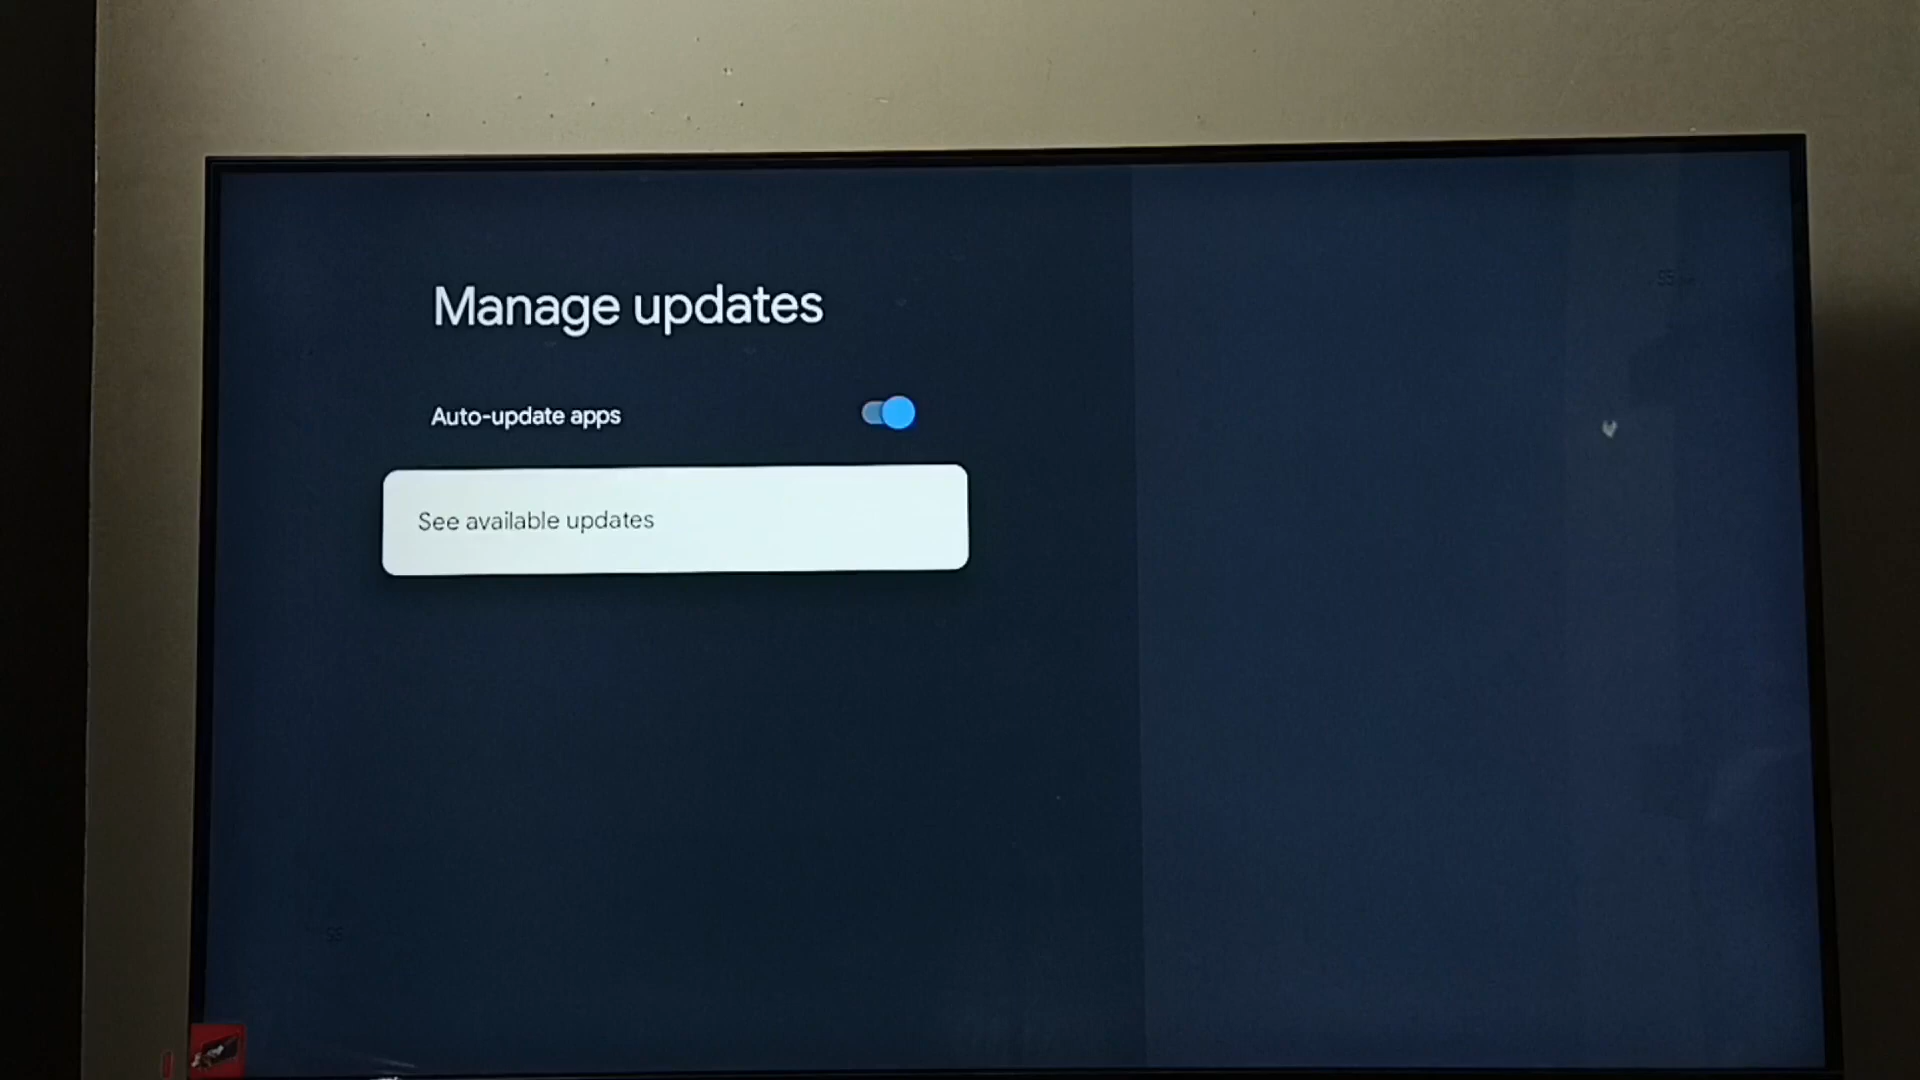 Manage updates
Auto-update apps
See available updates